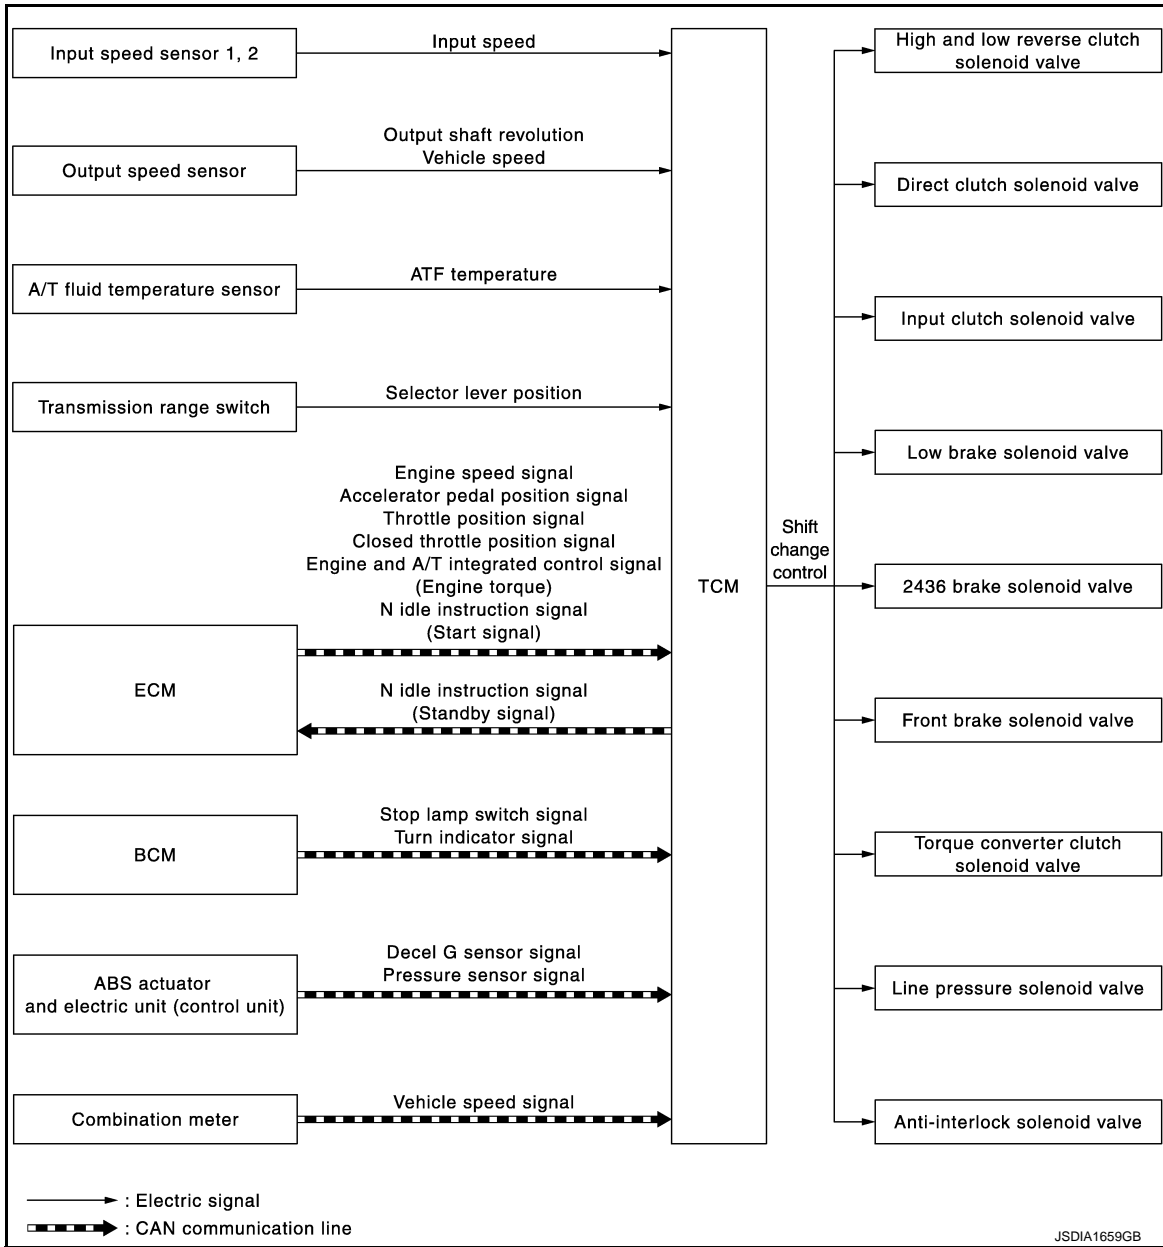 Input speed sensor 1, 2
Input speed
Output speed sensor
Output shaft revolution
Vehicle speed
A/T fluid temperature sensor
ATF temperature
Transmission range switch
Selector lever position
ECM
Engine speed signal
Accelerator pedal position signal
Throttle position signal
Closed throttle position signal
Engine and A/T integrated control signal
(Engine torque)
N idle instruction signal
(Start signal)
N idle instruction signal
(Standby signal)
BCM
Stop lamp switch signal
Turn indicator signal
ABS actuator
and electric unit (control unit)
Decel G sensor signal
Pressure sensor signal
Combination meter
Vehicle speed signal
TCM
Shift
change
control
High and low reverse clutch
solenoid valve
Direct clutch solenoid valve
Input clutch solenoid valve
Low brake solenoid valve
2436 brake solenoid valve
Front brake solenoid valve
Torque converter clutch
solenoid valve
Line pressure solenoid valve
Anti-interlock solenoid valve
: Electric signal
: CAN communication line
JSDIA1659GB